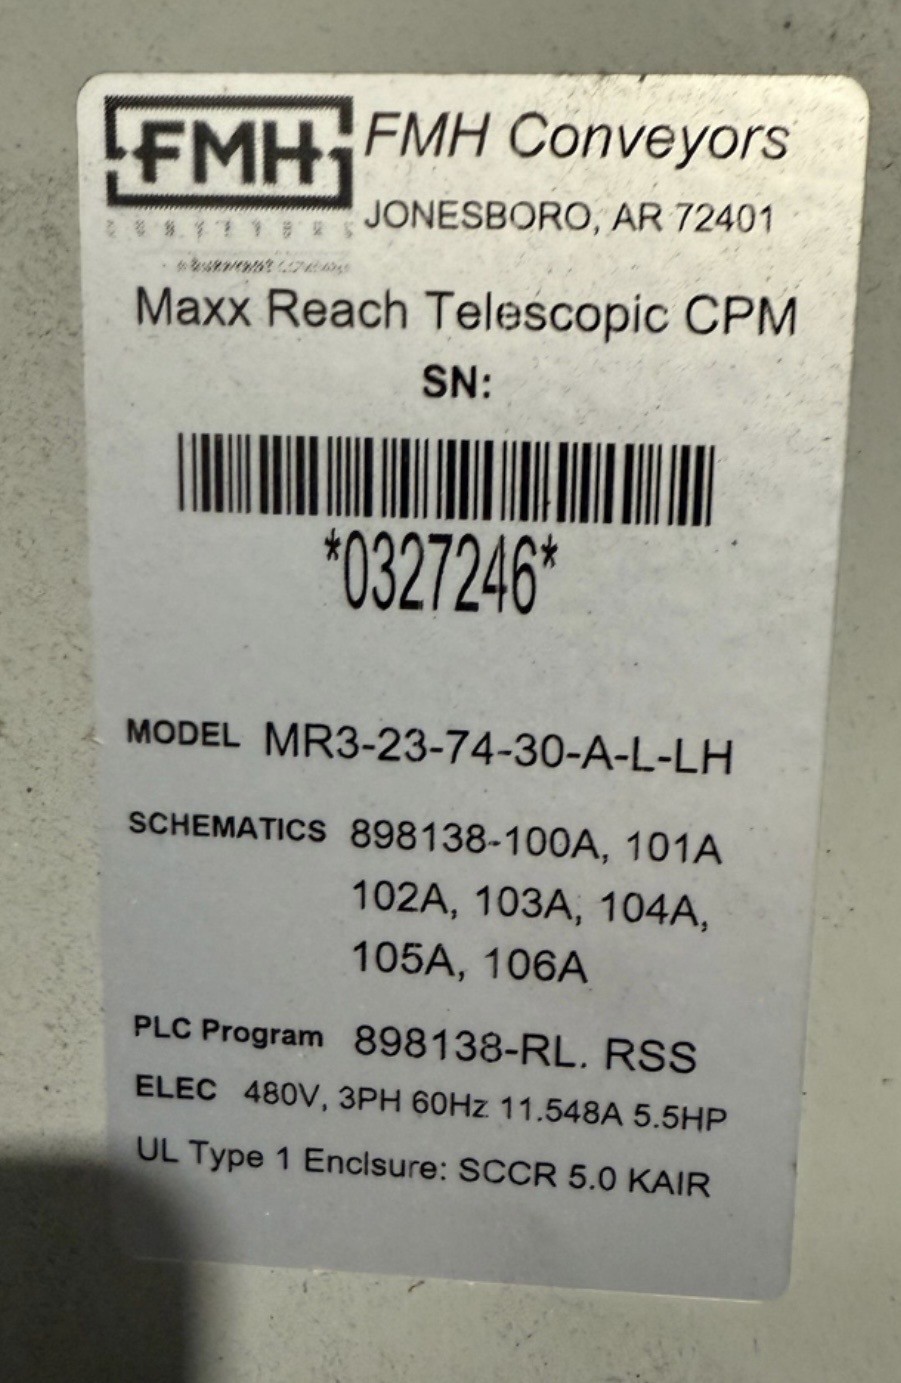 FMH
FMH Conveyors
JONESBORO, AR 72401
Maxx Reach Telescopic CPM
SN:
*0327246*
MODEL MR3-23-74-30-A-L-LH
SCHEMATICS 898138-100A, 101A
102A, 103A, 104A,
105A, 106A
PLC Program 898138-RL. RSS
ELEC 480V, 3PH 60Hz 11.548A 5.5HP
UL Type 1 Enclsure: SCCR 5.0 KAIR